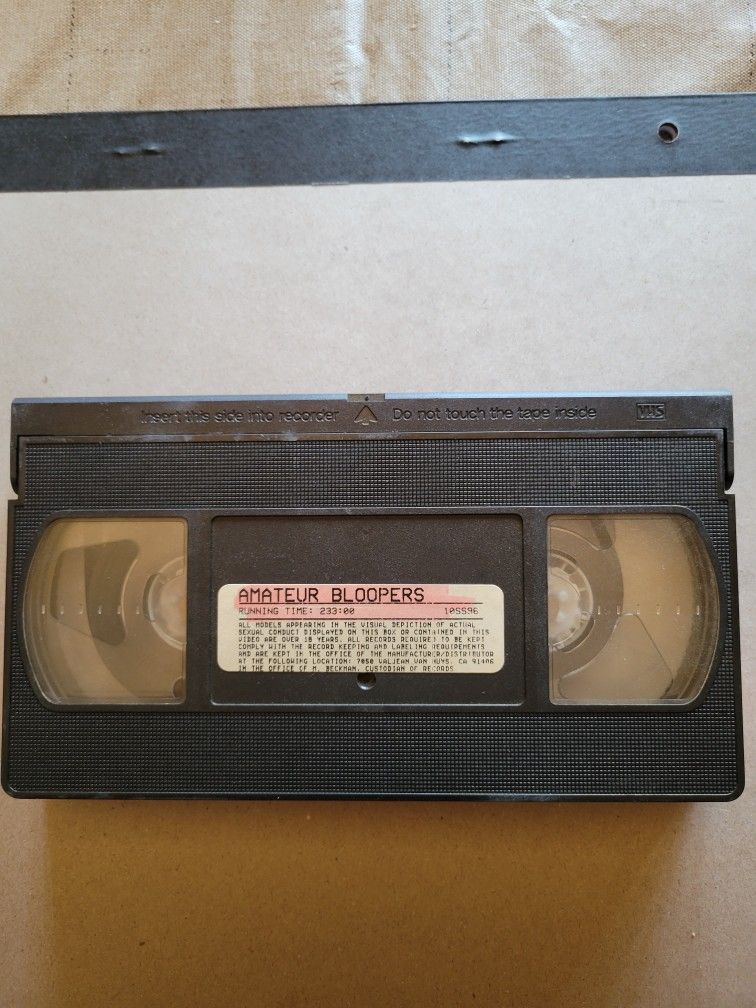 Insert this side into recorder Do not touch the tape inside VHS
AMATEUR BLOOPERS
RUNNING TIME: 233:00 10SS96
ALL MODELS APPEARING IN THE VISUAL DEPICTION OF ACTUAL
SEXUAL CONDUCT DISPLAYED ON THIS BOX OR CONTAINED IN THIS
VIDEO ARE OVER 18 YEARS. ALL RECORDS REQUIRED TO BE KEPT
COMPLY WITH THE RECORD KEEPING AND LABELING REQUIREMENTS
AND ARE KEPT IN THE OFFICE OF THE MANUFACTURER/DISTRIBUTOR
AT THE FOLLOWING LOCATION: 7050 VALJEAN VAN NUYS, CA 91406
IN THE OFFICE OF M. BECKMAN, CUSTODIAN OF RECORDS